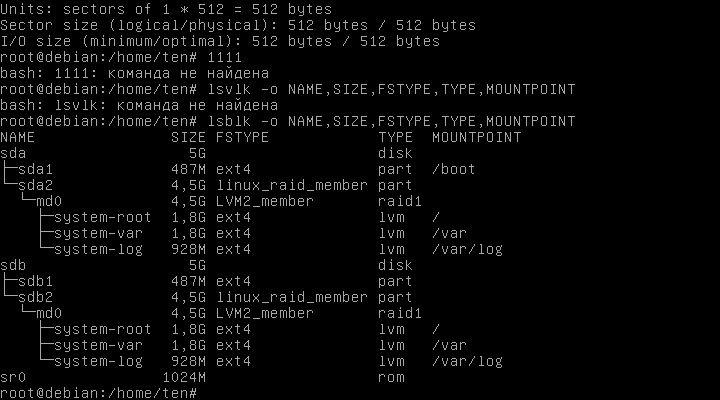 Units: sectors of 1 * 512 = 512 bytes
Sector size (logical/physical): 512 bytes / 512 bytes
I/O size (minimum/optimal): 512 bytes / 512 bytes
root@debian:/home/ten# 1111
bash: 1111: команда не найдена
root@debian:/home/ten# lsvlk -o NAME,SIZE,FSTYPE,TYPE,MOUNTPOINT
bash: lsvlk: команда не найдена
root@debian:/home/ten# lsblk -o NAME,SIZE,FSTYPE,TYPE,MOUNTPOINT
NAME                 SIZE FSTYPE            TYPE  MOUNTPOINT
sda                    5G                   disk
├─sda1               487M ext4              part  /boot
└─sda2               4,5G linux_raid_member part
  └─md0              4,5G LVM2_member       raid1
    ├─system-root    1,8G ext4              lvm   /
    ├─system-var     1,8G ext4              lvm   /var
    └─system-log     928M ext4              lvm   /var/log
sdb                    5G                   disk
├─sdb1               487M ext4              part
└─sdb2               4,5G linux_raid_member part
  └─md0              4,5G LVM2_member       raid1
    ├─system-root    1,8G ext4              lvm   /
    ├─system-var     1,8G ext4              lvm   /var
    └─system-log     928M ext4              lvm   /var/log
sr0                 1024M                   rom
root@debian:/home/ten#